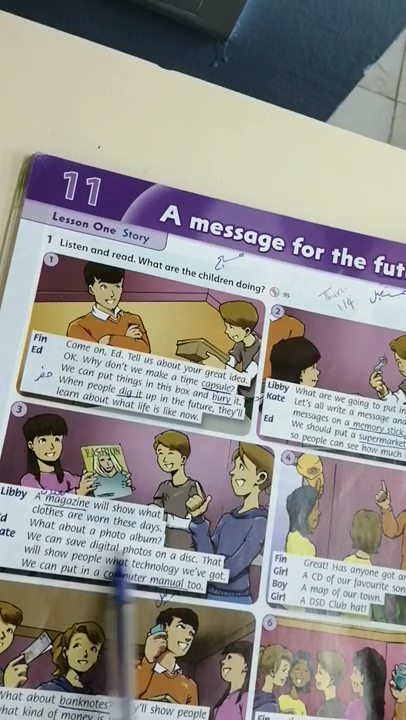 11
Lesson One Story
A message for the fut
1 Listen and read. What are the children doing? 95
1
Fin Come on, Ed. Tell us about your great idea.
Ed OK. Why don't we make a time capsule?
We can put things in this box and bury it.
When people dig it up in the future, they'll
learn about what life is like now.
2
Libby What are we going to put in
Kate Let's all write a message and
messages on a memory stick
Ed We should put a supermarket
so people can see how much
3
FASHION
Libby A magazine will show what
clothes are worn these days.
Ed What about a photo album?
Kate We can save digital photos on a disc. That
will show people what technology we've got.
We can put in a computer manual too.
4
Fin Great! Has anyone got an
Girl A CD of our favourite son
Boy A map of our town.
Girl A DSD Club hat!
What about banknotes?
what kind of money is
y'll show people
6